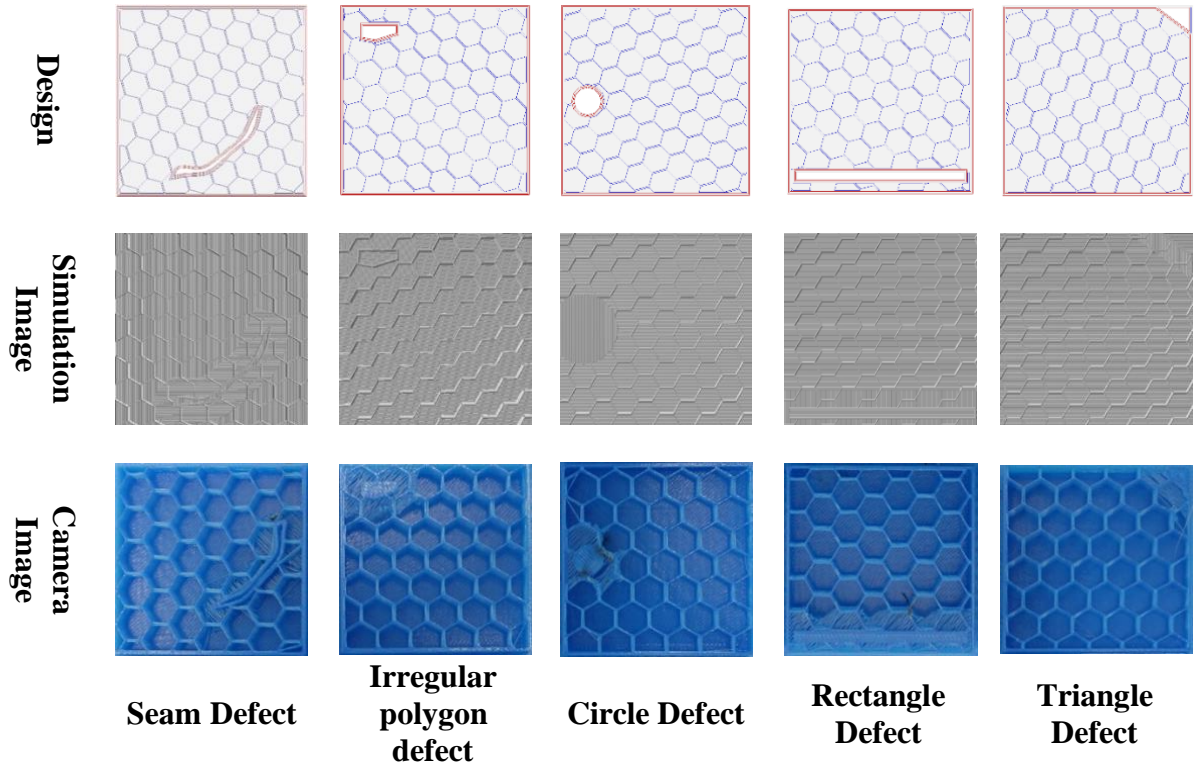 Design
Simulation
Image
Camera
Image
Seam Defect
Irregular
polygon
defect
Circle Defect
Rectangle
Defect
Triangle
Defect